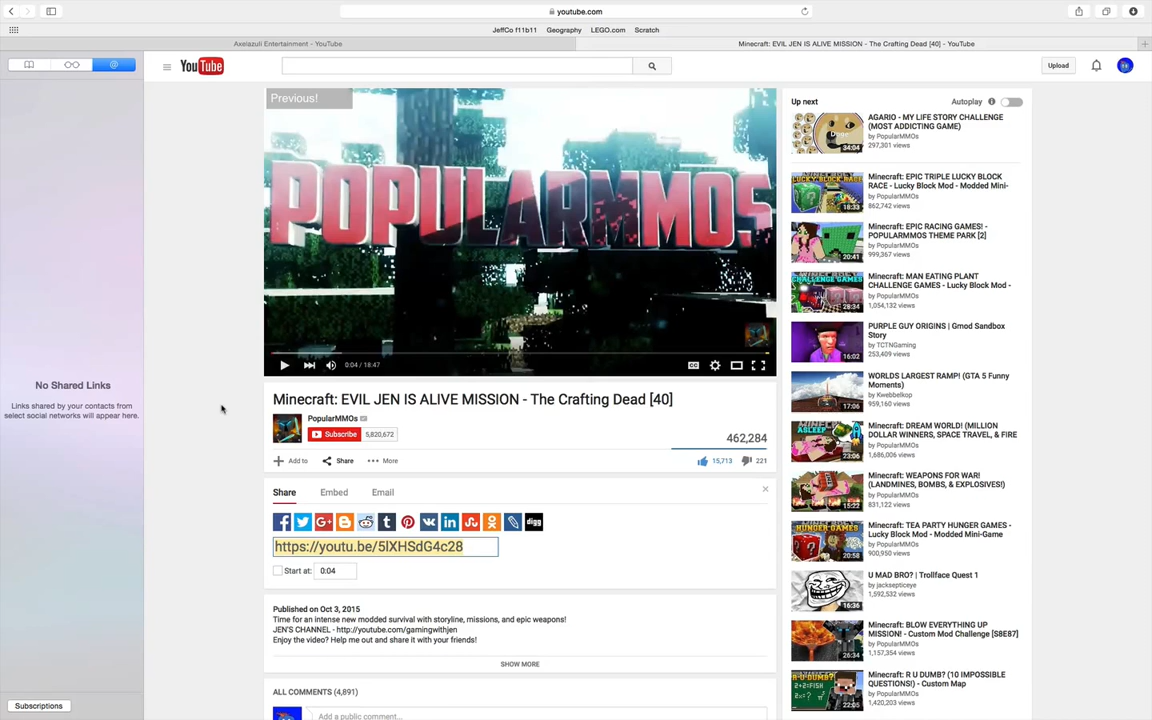 youtube.com
JeffCo f11b11 Geography LEGO.com Scratch
Axelazuli Entertainment - YouTube
Minecraft: EVIL JEN IS ALIVE MISSION - The Crafting Dead [40] - YouTube
YouTube
Upload
Previous!
POPULARMMOS
0:04 / 18:47
CC
Minecraft: EVIL JEN IS ALIVE MISSION - The Crafting Dead [40]
PopularMMOs
Subscribe 5,820,672
462,284
Add to Share More
15,713 221
Share Embed Email
digg
https://youtu.be/5lXHSdG4c28
Start at: 0:04
Published on Oct 3, 2015
Time for an intense new modded survival with storyline, missions, and epic weapons!
JEN'S CHANNEL - http://youtube.com/gamingwithjen
Enjoy the video? Help me out and share it with your friends!
SHOW MORE
ALL COMMENTS (4,891)
Add a public comment...
No Shared Links
Links shared by your contacts from
select social networks will appear here.
Subscriptions
Up next
Autoplay
AGARIO - MY LIFE STORY CHALLENGE
(MOST ADDICTING GAME)
by PopularMMOs
297,301 views
34:04
Minecraft: EPIC TRIPLE LUCKY BLOCK
RACE - Lucky Block Mod - Modded Mini-
by PopularMMOs
862,742 views
18:33
Minecraft: EPIC RACING GAMES! -
POPULARMMOS THEME PARK [2]
by PopularMMOs
999,367 views
20:41
Minecraft: MAN EATING PLANT
CHALLENGE GAMES - Lucky Block Mod -
by PopularMMOs
1,054,132 views
28:34
PURPLE GUY ORIGINS | Gmod Sandbox
Story
by TCTNGaming
253,409 views
16:02
WORLDS LARGEST RAMP! (GTA 5 Funny
Moments)
by Kwebbelkop
959,160 views
17:06
Minecraft: DREAM WORLD! (MILLION
DOLLAR WINNERS, SPACE TRAVEL, & FIRE
by PopularMMOs
1,686,006 views
23:06
Minecraft: WEAPONS FOR WAR!
(LANDMINES, BOMBS, & EXPLOSIVES!)
by PopularMMOs
831,122 views
15:22
Minecraft: TEA PARTY HUNGER GAMES -
Lucky Block Mod - Modded Mini-Game
by PopularMMOs
900,950 views
20:58
U MAD BRO? | Trollface Quest 1
by jacksepticeye
1,592,532 views
16:36
Minecraft: BLOW EVERYTHING UP
MISSION! - Custom Mod Challenge [S8E87]
by PopularMMOs
1,157,354 views
26:34
Minecraft: R U DUMB? (10 IMPOSSIBLE
QUESTIONS!) - Custom Map
by PopularMMOs
1,420,203 views
22:05